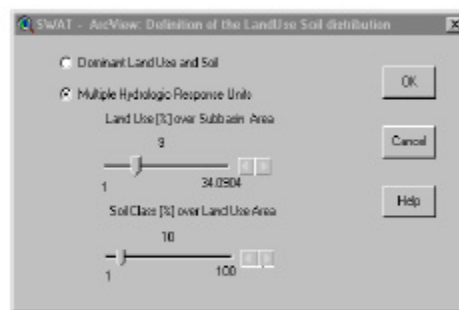 SWAT - ArcView: Definition of the LandUse Soil distribution
Dominant Land Use and Soil
Multiple Hydrologic Response Units
Land Use [%] over Subbasin Area
9
1 34.0904
Soil Class [%] over Land Use Area
10
1 100
OK
Cancel
Help